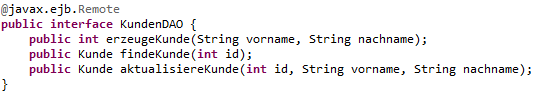 @javax.ejb.Remote
public interface KundenDAO {
    public int erzeugeKunde(String vorname, String nachname);
    public Kunde findeKunde(int id);
    public Kunde aktualisiereKunde(int id, String vorname, String nachname);
}